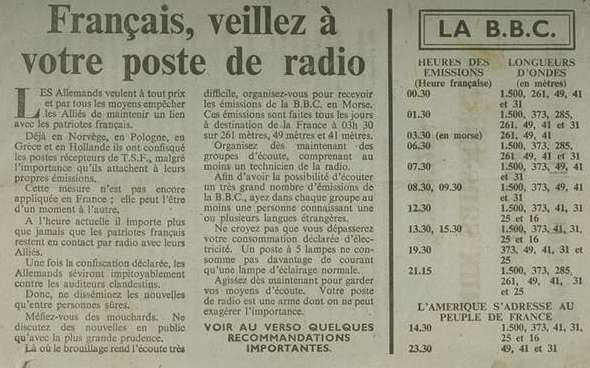 Français, veillez à
votre poste de radio
LES Allemands veulent à tout prix
et par tous les moyens empêcher
les Alliés de maintenir un lien
avec les patriotes français.
Déjà en Norvège, en Pologne, en
Grèce et en Hollande ils ont confisqué
les postes récepteurs de T.S.F., malgré
l'importance qu'ils attachent à leurs
propres émissions.
Cette mesure n'est pas encore
appliquée en France ; elle peut l'être
d'un moment à l'autre.
A l'heure actuelle il importe plus
que jamais que les patriotes français
restent en contact par radio avec leurs
Alliés.
Une fois la confiscation déclarée, les
Allemands séviront impitoyablement
contre les auditeurs clandestins.
Donc, ne disséminez les nouvelles
qu'entre personnes sûres.
Méfiez-vous des mouchards. Ne
discutez des nouvelles en public
qu'avec la plus grande prudence.
Là où le brouillage rend l'écoute très
difficile, organisez-vous pour recevoir
les émissions de la B.B.C. en Morse.
Ces émissions sont faites tous les jours
à destination de la France à 03h 30
sur 261 mètres, 49 mètres et 41 mètres.
Organisez dès maintenant des
groupes d'écoute, comprenant au
moins un technicien de la radio.
Afin d'avoir la possibilité d'écouter
un très grand nombre d'émissions de
la B.B.C., ayez dans chaque groupe au
moins une personne connaissant une
ou plusieurs langues étrangères.
Ne croyez pas que vous dépasserez
votre consommation déclarée d'élec-
tricité. Un poste à 5 lampes ne con-
somme pas davantage de courant
qu'une lampe d'éclairage normale.
Agissez dès maintenant pour garder
vos moyens d'écoute. Votre poste
de radio est une arme dont on ne peut
exagérer l'importance.
VOIR AU VERSO QUELQUES
RECOMMANDATIONS
IMPORTANTES.
LA B.B.C.
HEURES DES LONGUEURS
EMISSIONS D'ONDES
(Heure française) (en mètres)
00.30 1.500, 261, 49, 41
et 31
01.30 1.500, 373, 285,
261, 49, 41 et 31
03.30 (en morse) 261, 49, 41
06.30 1.500, 373, 285,
261, 49, 41 et 31
07.30 1.500, 373, 49, 41
et 31
08.30, 09.30 1.500, 373, 49, 41
et 31
12.30 1.500, 373, 41, 31,
25 et 16
13.30, 15.30 1.500, 373, 41, 31,
25 et 16
19.30 373, 49, 41, 31 et
25
21.15 1.500, 373, 285,
261, 49, 41, 31
et 25
L'AMERIQUE S'ADRESSE AU
PEUPLE DE FRANCE
14.30 1.500, 373, 41, 31,
25 et 16
23.30 49, 41 et 31